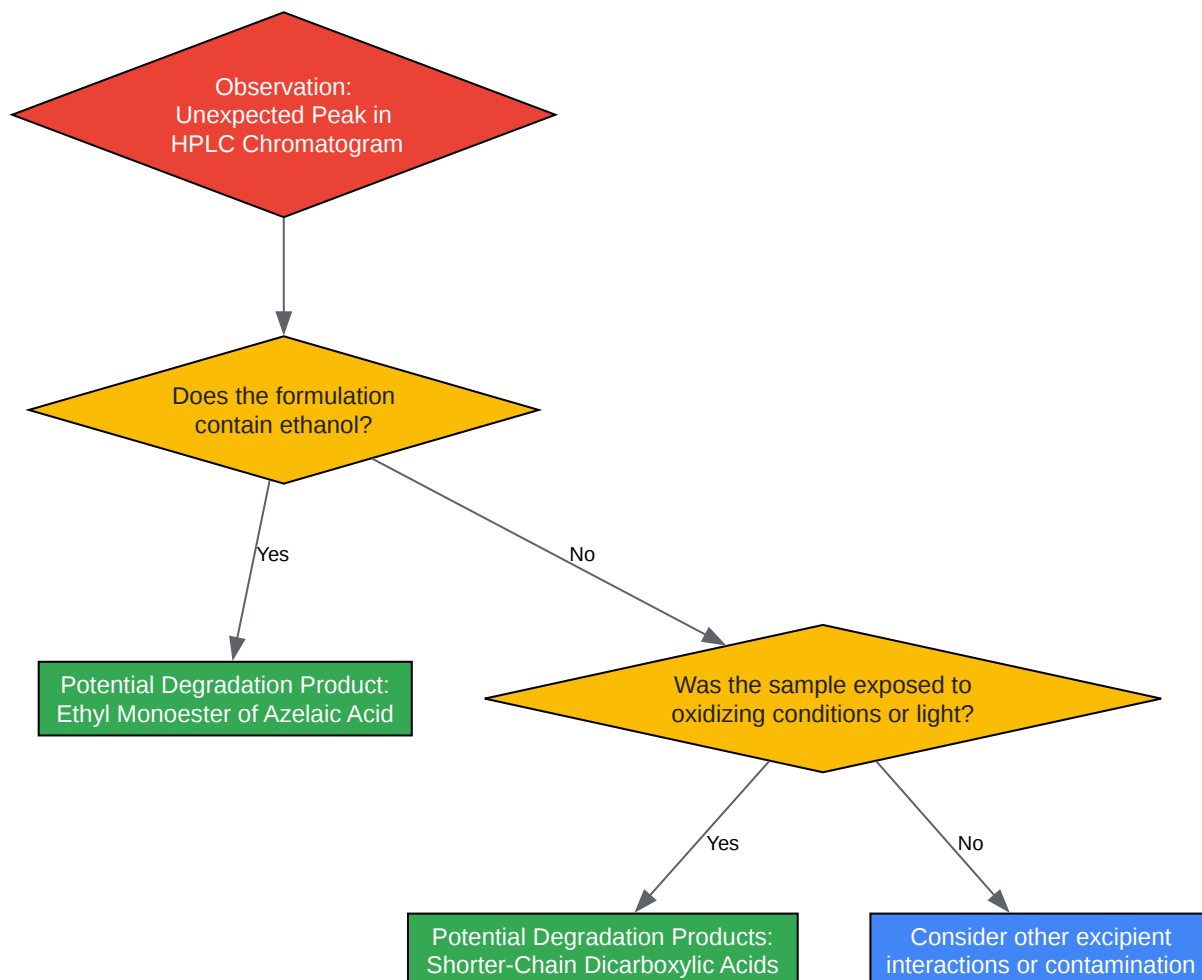 Observation:
Unexpected Peak in
HPLC Chromatogram
Does the formulation
contain ethanol?
Yes
No
Potential Degradation Product:
Ethyl Monoester of Azelaic Acid
Was the sample exposed to
oxidizing conditions or light?
Yes
No
Potential Degradation Products:
Shorter-Chain Dicarboxylic Acids
Consider other excipient
interactions or contamination